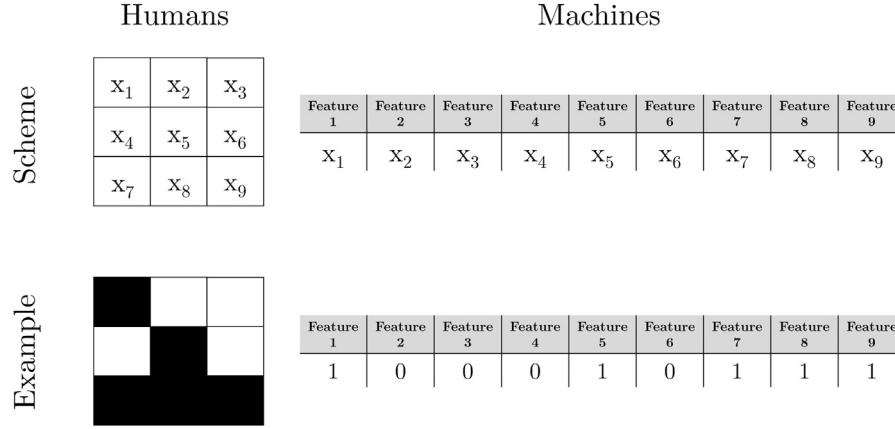 Humans Machines
Scheme
x₁ x₂ x₃
x₄ x₅ x₆
x₇ x₈ x₉
Feature Feature Feature Feature Feature Feature Feature Feature Feature
1 2 3 4 5 6 7 8 9
x₁ x₂ x₃ x₄ x₅ x₆ x₇ x₈ x₉
Example
Feature Feature Feature Feature Feature Feature Feature Feature Feature
1 2 3 4 5 6 7 8 9
1 0 0 0 1 0 1 1 1